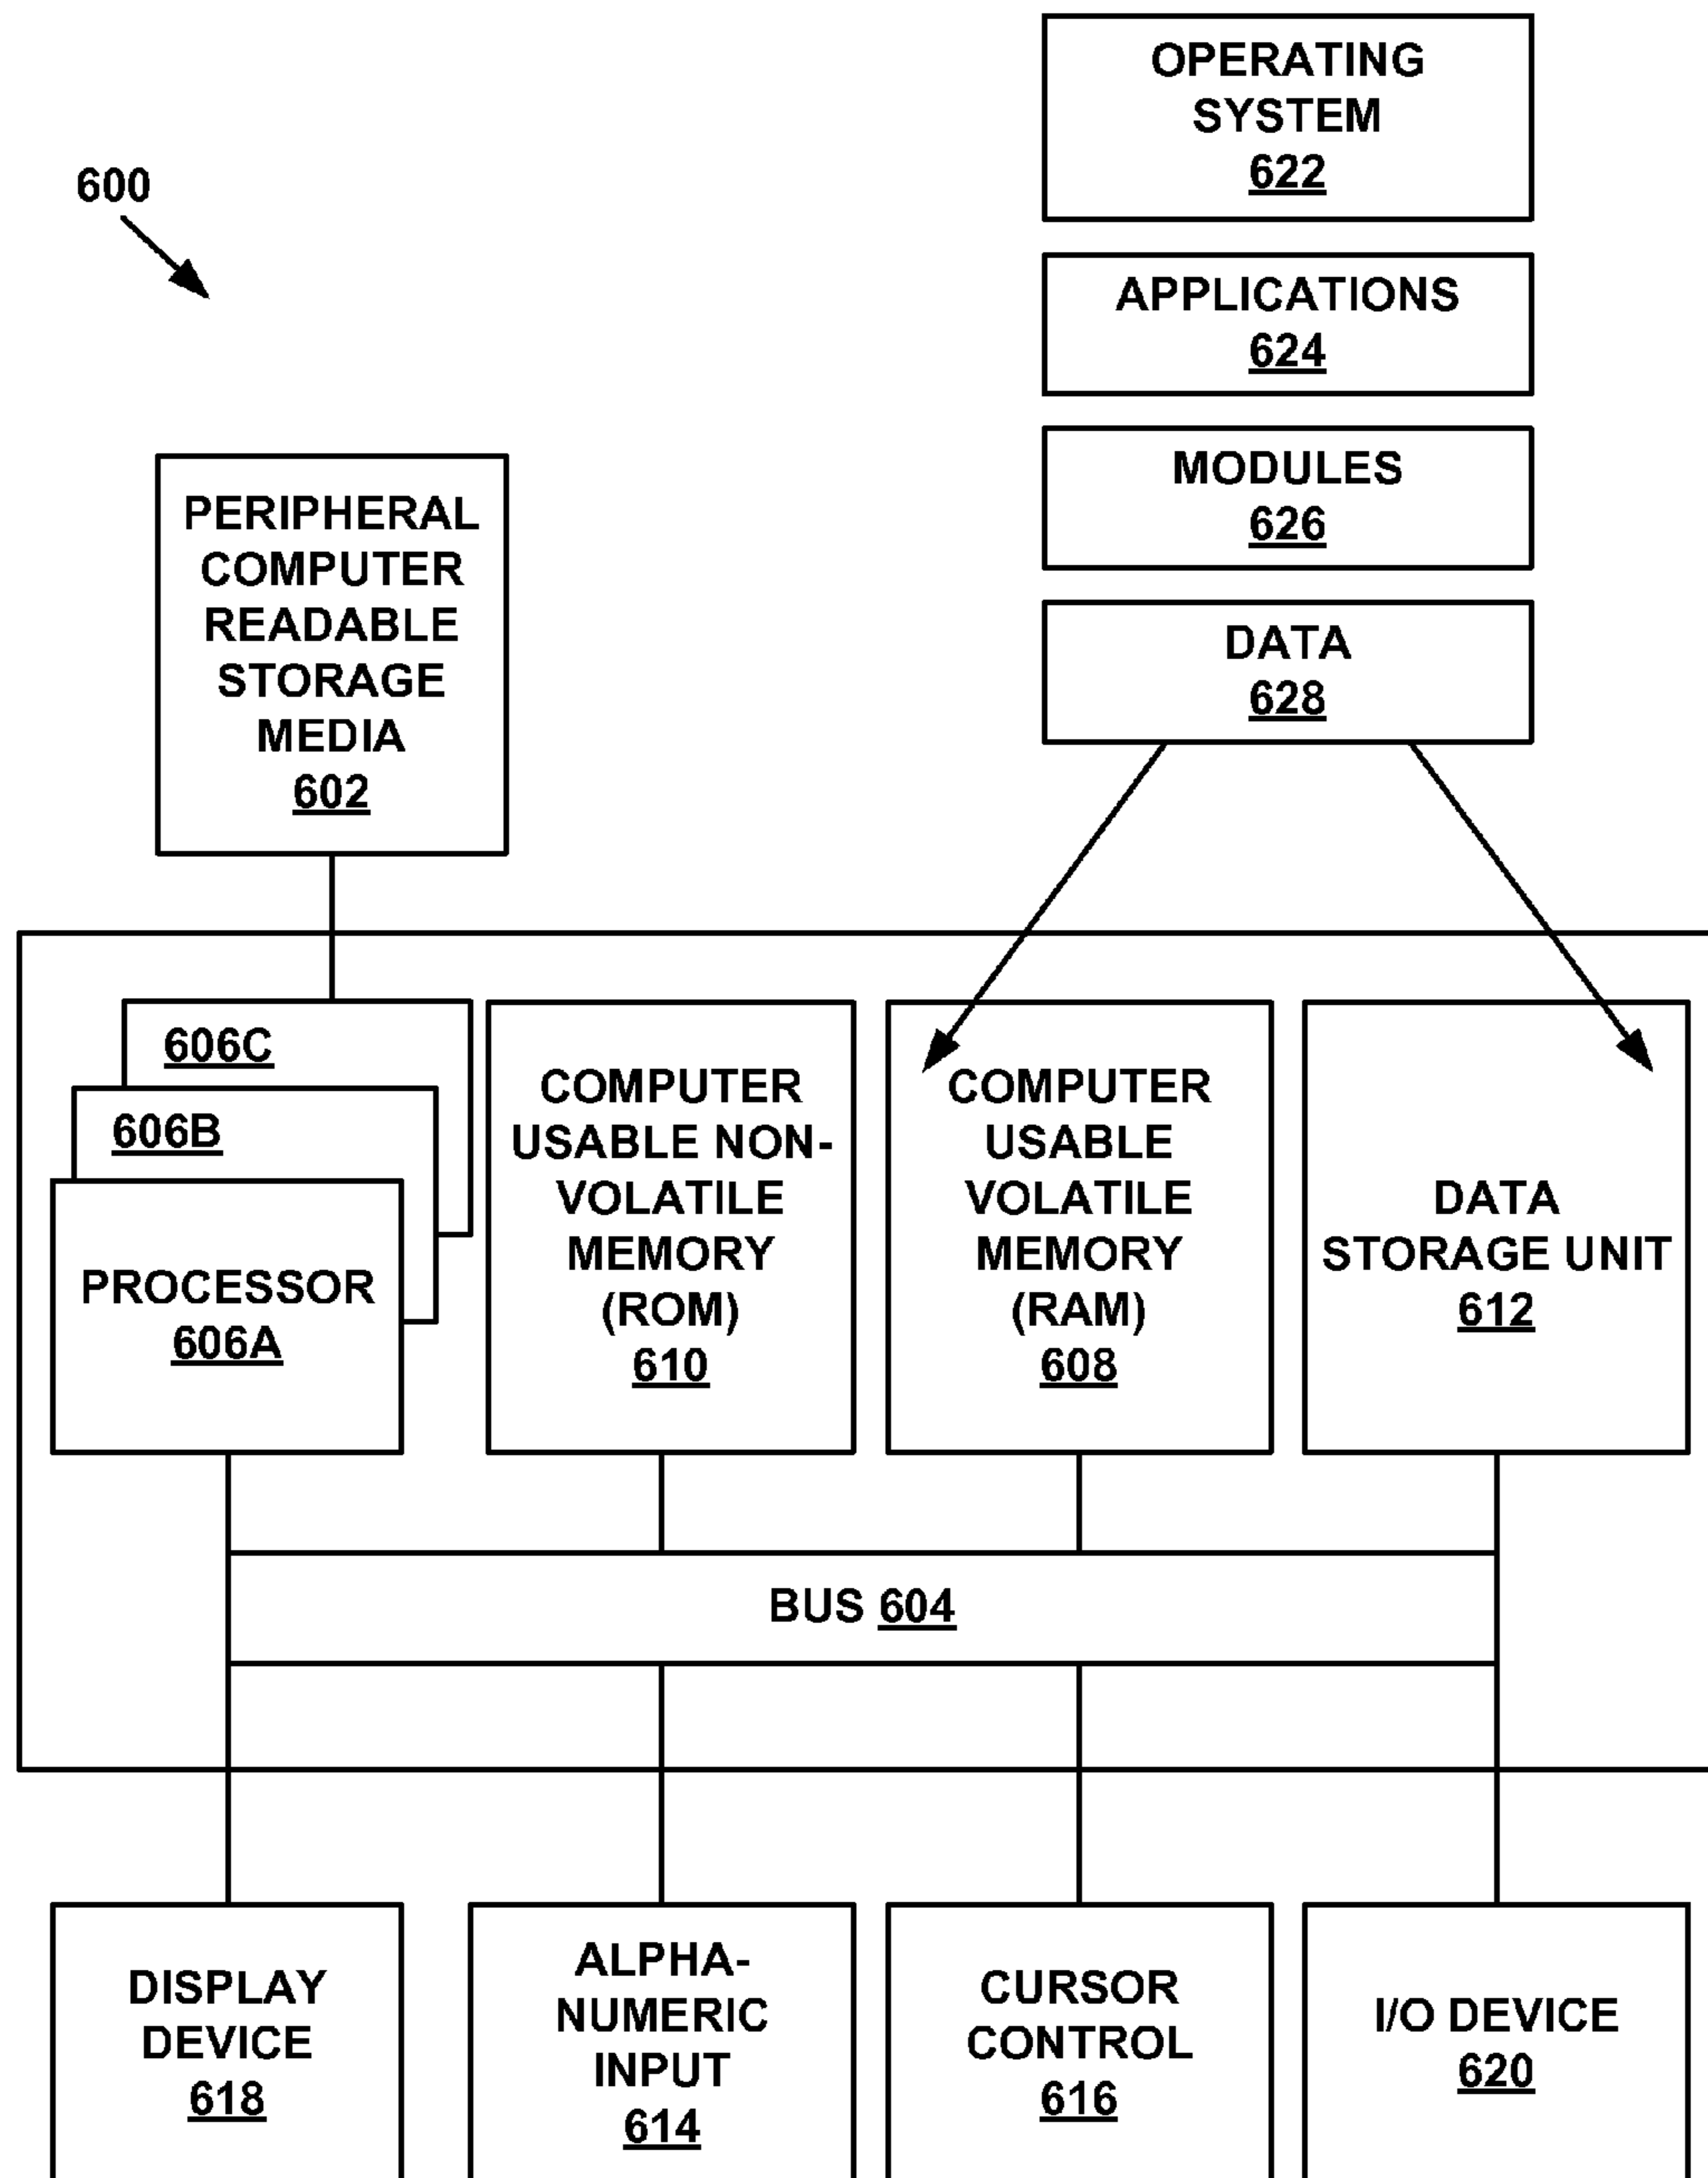 OPERATING
SYSTEM
622
600
APPLICATIONS
624
MODULES
626
PERIPHERAL
COMPUTER
READABLE
STORAGE
MEDIA
602
DATA
628
606C
606B
PROCESSOR
606A
COMPUTER
USABLE NON-
VOLATILE
MEMORY
(ROM)
610
COMPUTER
USABLE
VOLATILE
MEMORY
(RAM)
608
DATA
STORAGE UNIT
612
BUS 604
DISPLAY
DEVICE
618
ALPHA-
NUMERIC
INPUT
614
CURSOR
CONTROL
616
I/O DEVICE
620